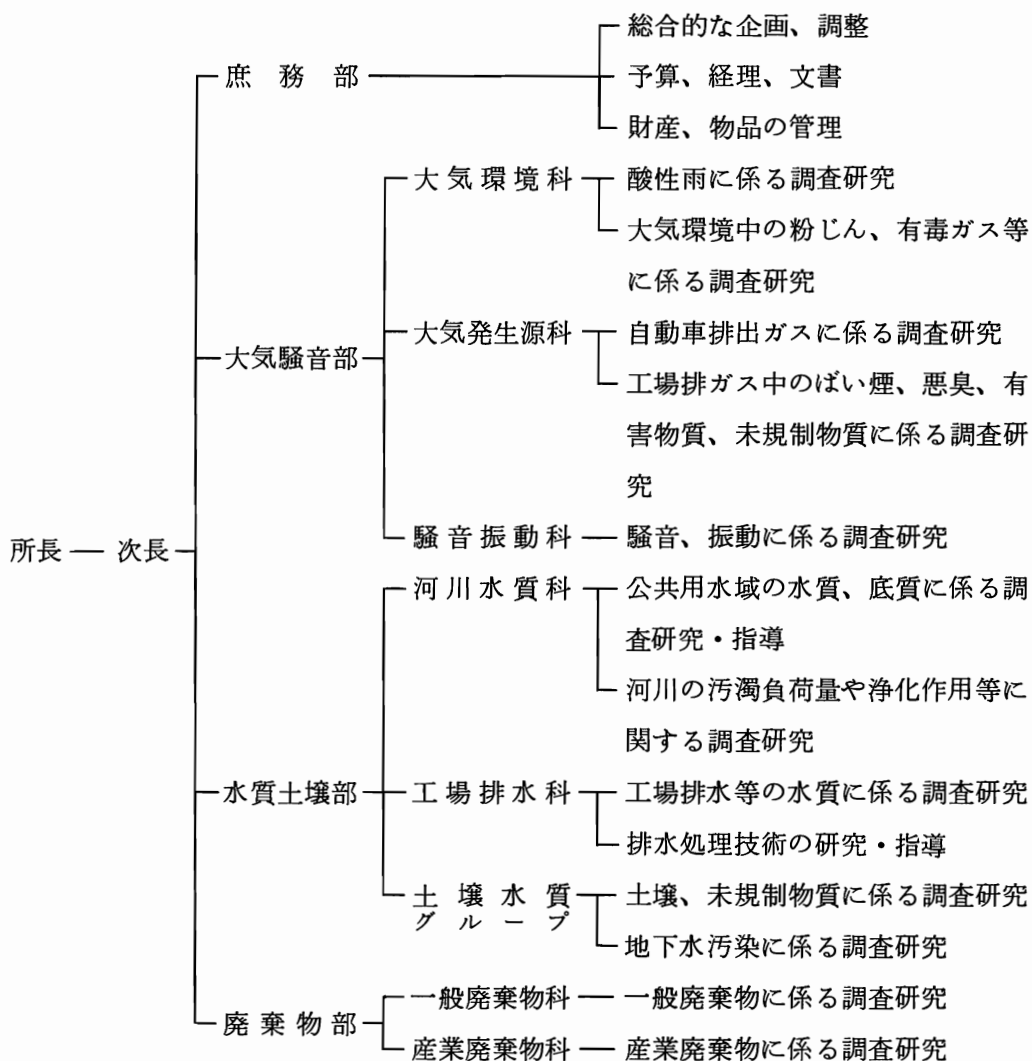 総合的な企画、調整
庶務部
予算、経理、文書
財産、物品の管理
大気環境科
酸性雨に係る調査研究
大気環境中の粉じん、有毒ガス等
に係る調査研究
大気騒音部
大気発生源科
自動車排出ガスに係る調査研究
工場排ガス中のばい煙、悪臭、有
害物質、未規制物質に係る調査研
究
騒音振動科
騒音、振動に係る調査研究
所長
次長
河川水質科
公共用水域の水質、底質に係る調
査研究・指導
河川の汚濁負荷量や浄化作用等に
関する調査研究
水質土壌部
工場排水科
工場排水等の水質に係る調査研究
排水処理技術の研究・指導
土壌水質
グループ
土壌、未規制物質に係る調査研究
地下水汚染に係る調査研究
廃棄物部
一般廃棄物科
一般廃棄物に係る調査研究
産業廃棄物科
産業廃棄物に係る調査研究